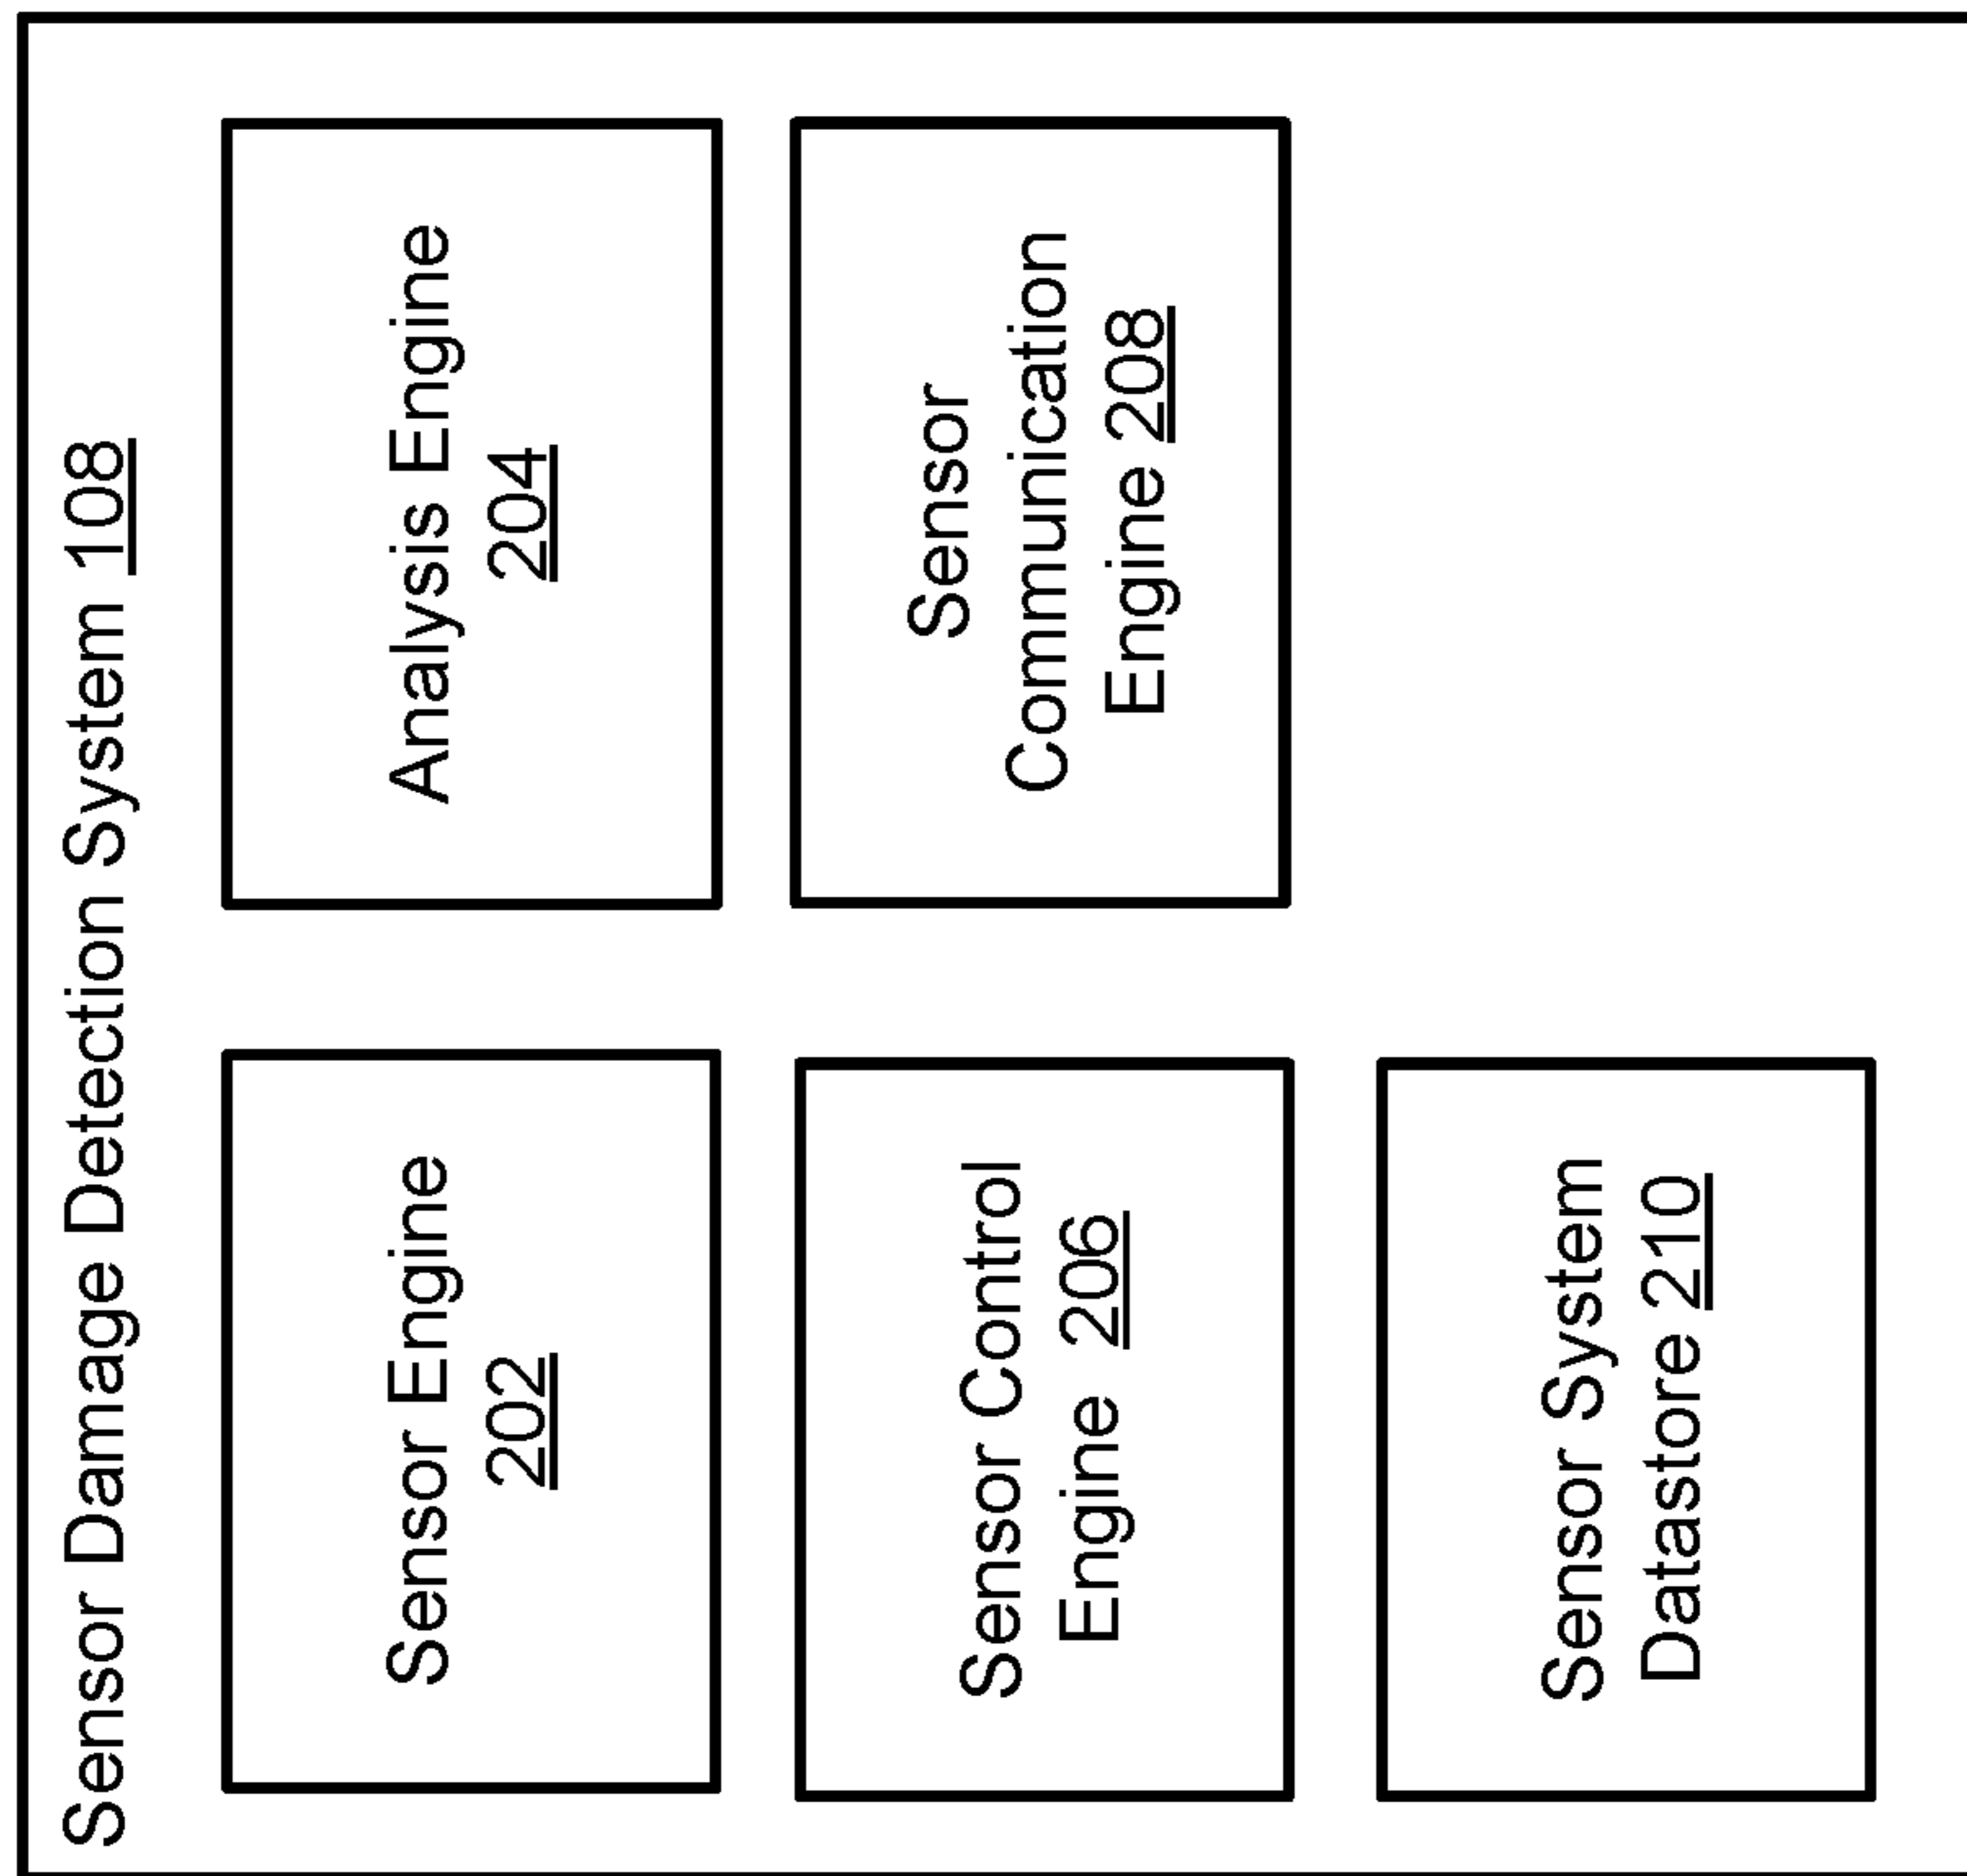 Sensor Damage Detection System 108
Sensor Engine
202
Analysis Engine
204
Sensor Control
Engine 206
Sensor
Communication
Engine 208
Sensor System
Datastore 210